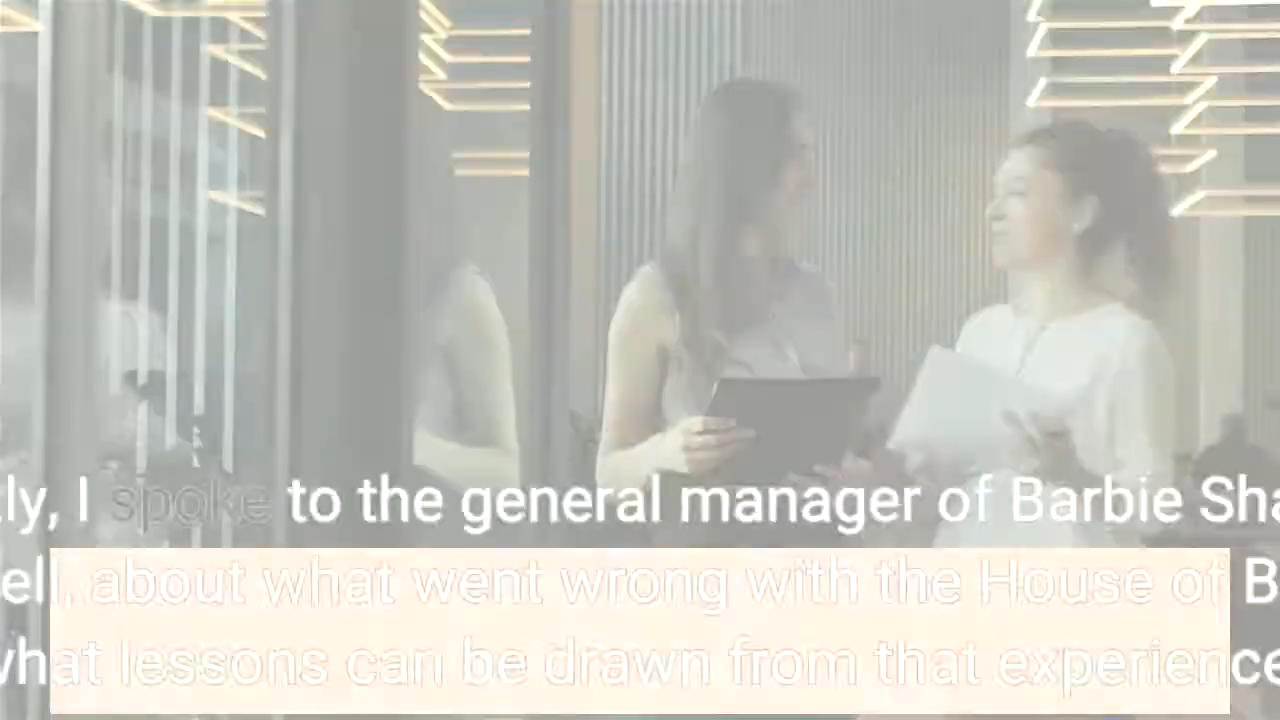 tly, I spoke to the general manager of Barbie Sha
ell, about what went wrong with the House of B
what lessons can be drawn from that experience